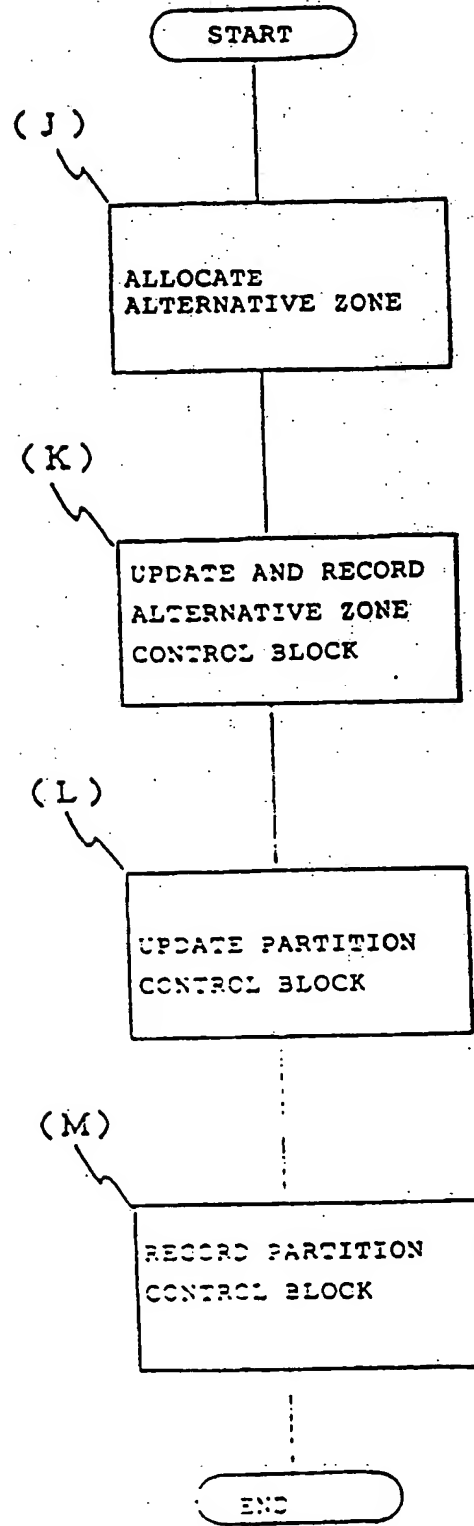 START
(J)
ALLOCATE
ALTERNATIVE ZONE
(K)
UPDATE AND RECORD
ALTERNATIVE ZONE
CONTROL BLOCK
(L)
UPDATE PARTITION
CONTROL BLOCK
(M)
RECORD PARTITION
CONTROL BLOCK
END